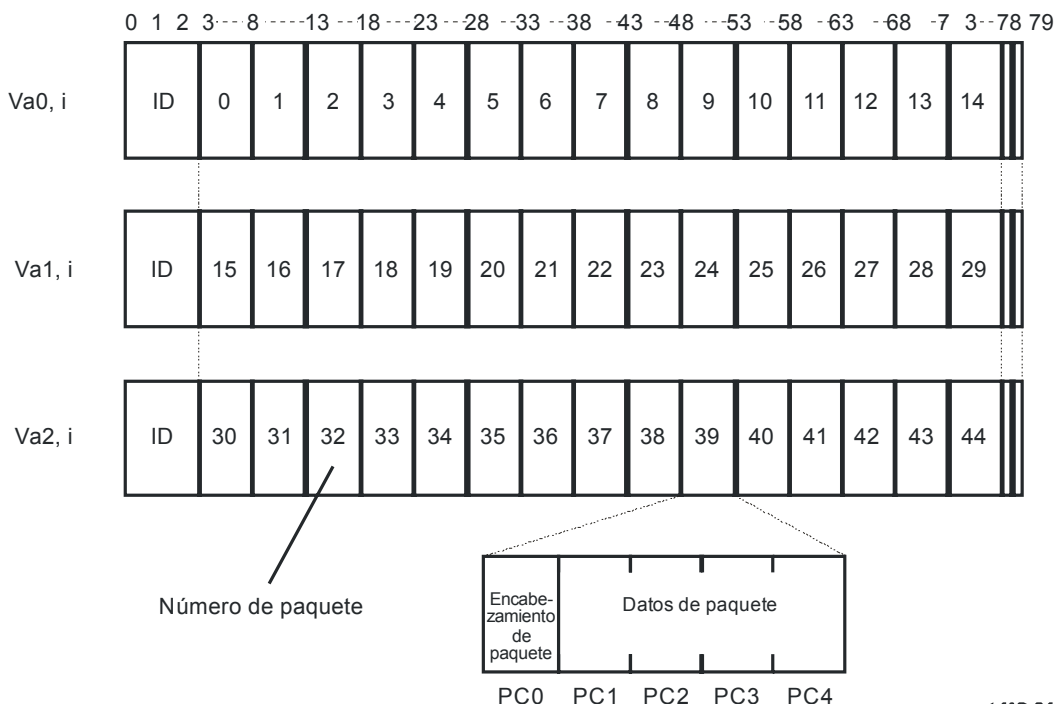 0 1 2 3---------8 ---------13 ----18 ----23----28 ---33---38 ----43 ----48---53 ---58 ----63 ---68 ---7 3---78 79
Va0, i ID 0 1 2 3 4 5 6 7 8 9 10 11 12 13 14
Va1, i ID 15 16 17 18 19 20 21 22 23 24 25 26 27 28 29
Va2, i ID 30 31 32 33 34 35 36 37 38 39 40 41 42 43 44
Número de paquete
Encabe-
zamiento
de
paquete
Datos de paquete
PC0 PC1 PC2 PC3 PC4